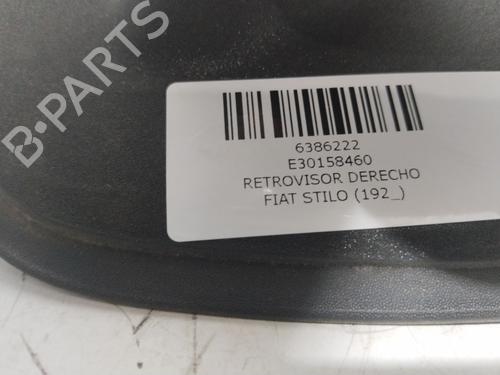 B-PARTS
6386222
E30158460
RETROVISOR DERECHO
FIAT STILO (192_)